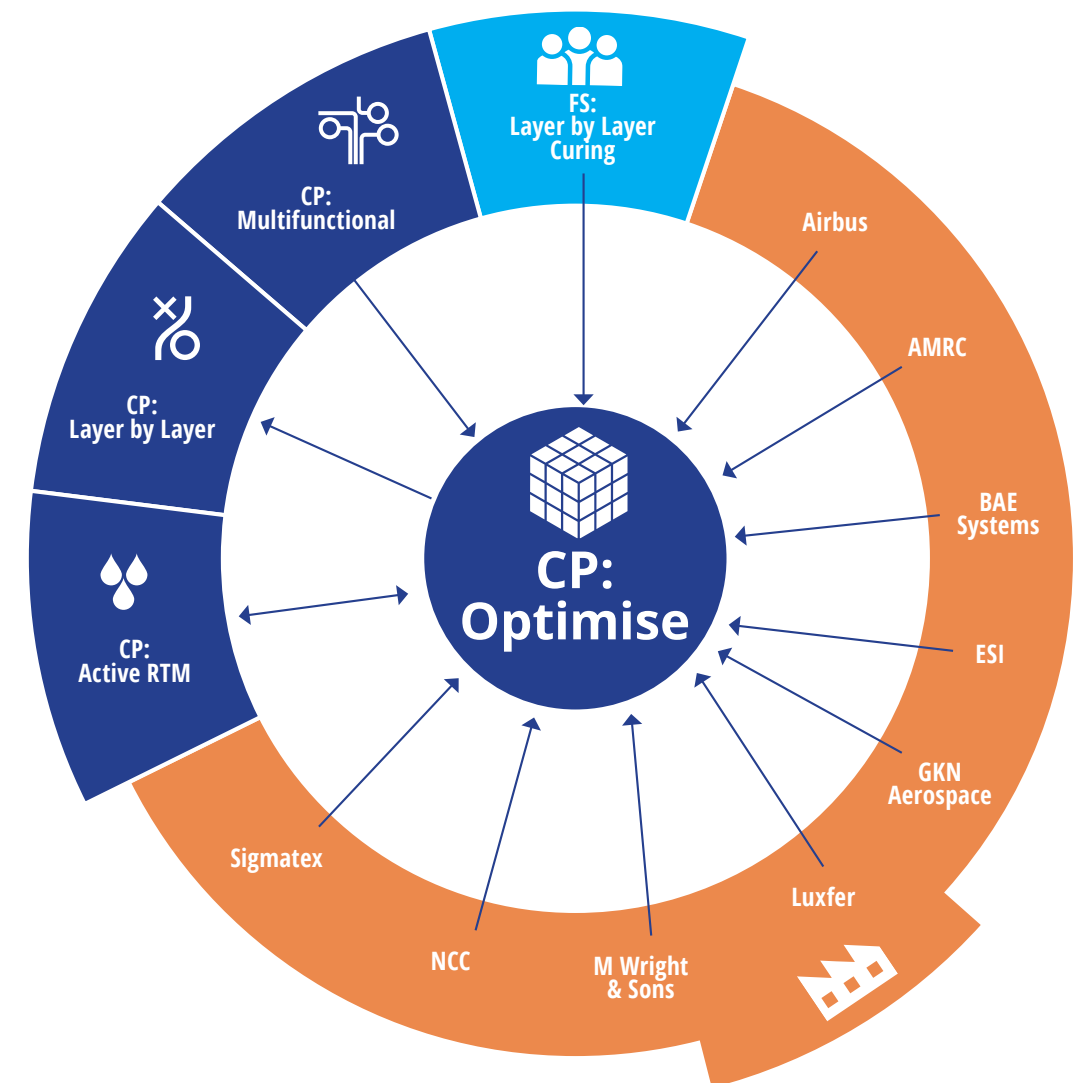 FS:
Layer by Layer
Curing
CP:
Multifunctional
Airbus
AMRC
CP:
Layer by Layer
BAE
Systems
CP:
Optimise
CP:
Active RTM
ESI
GKN
Aerospace
Sigmatex
Luxfer
NCC
M Wright
& Sons